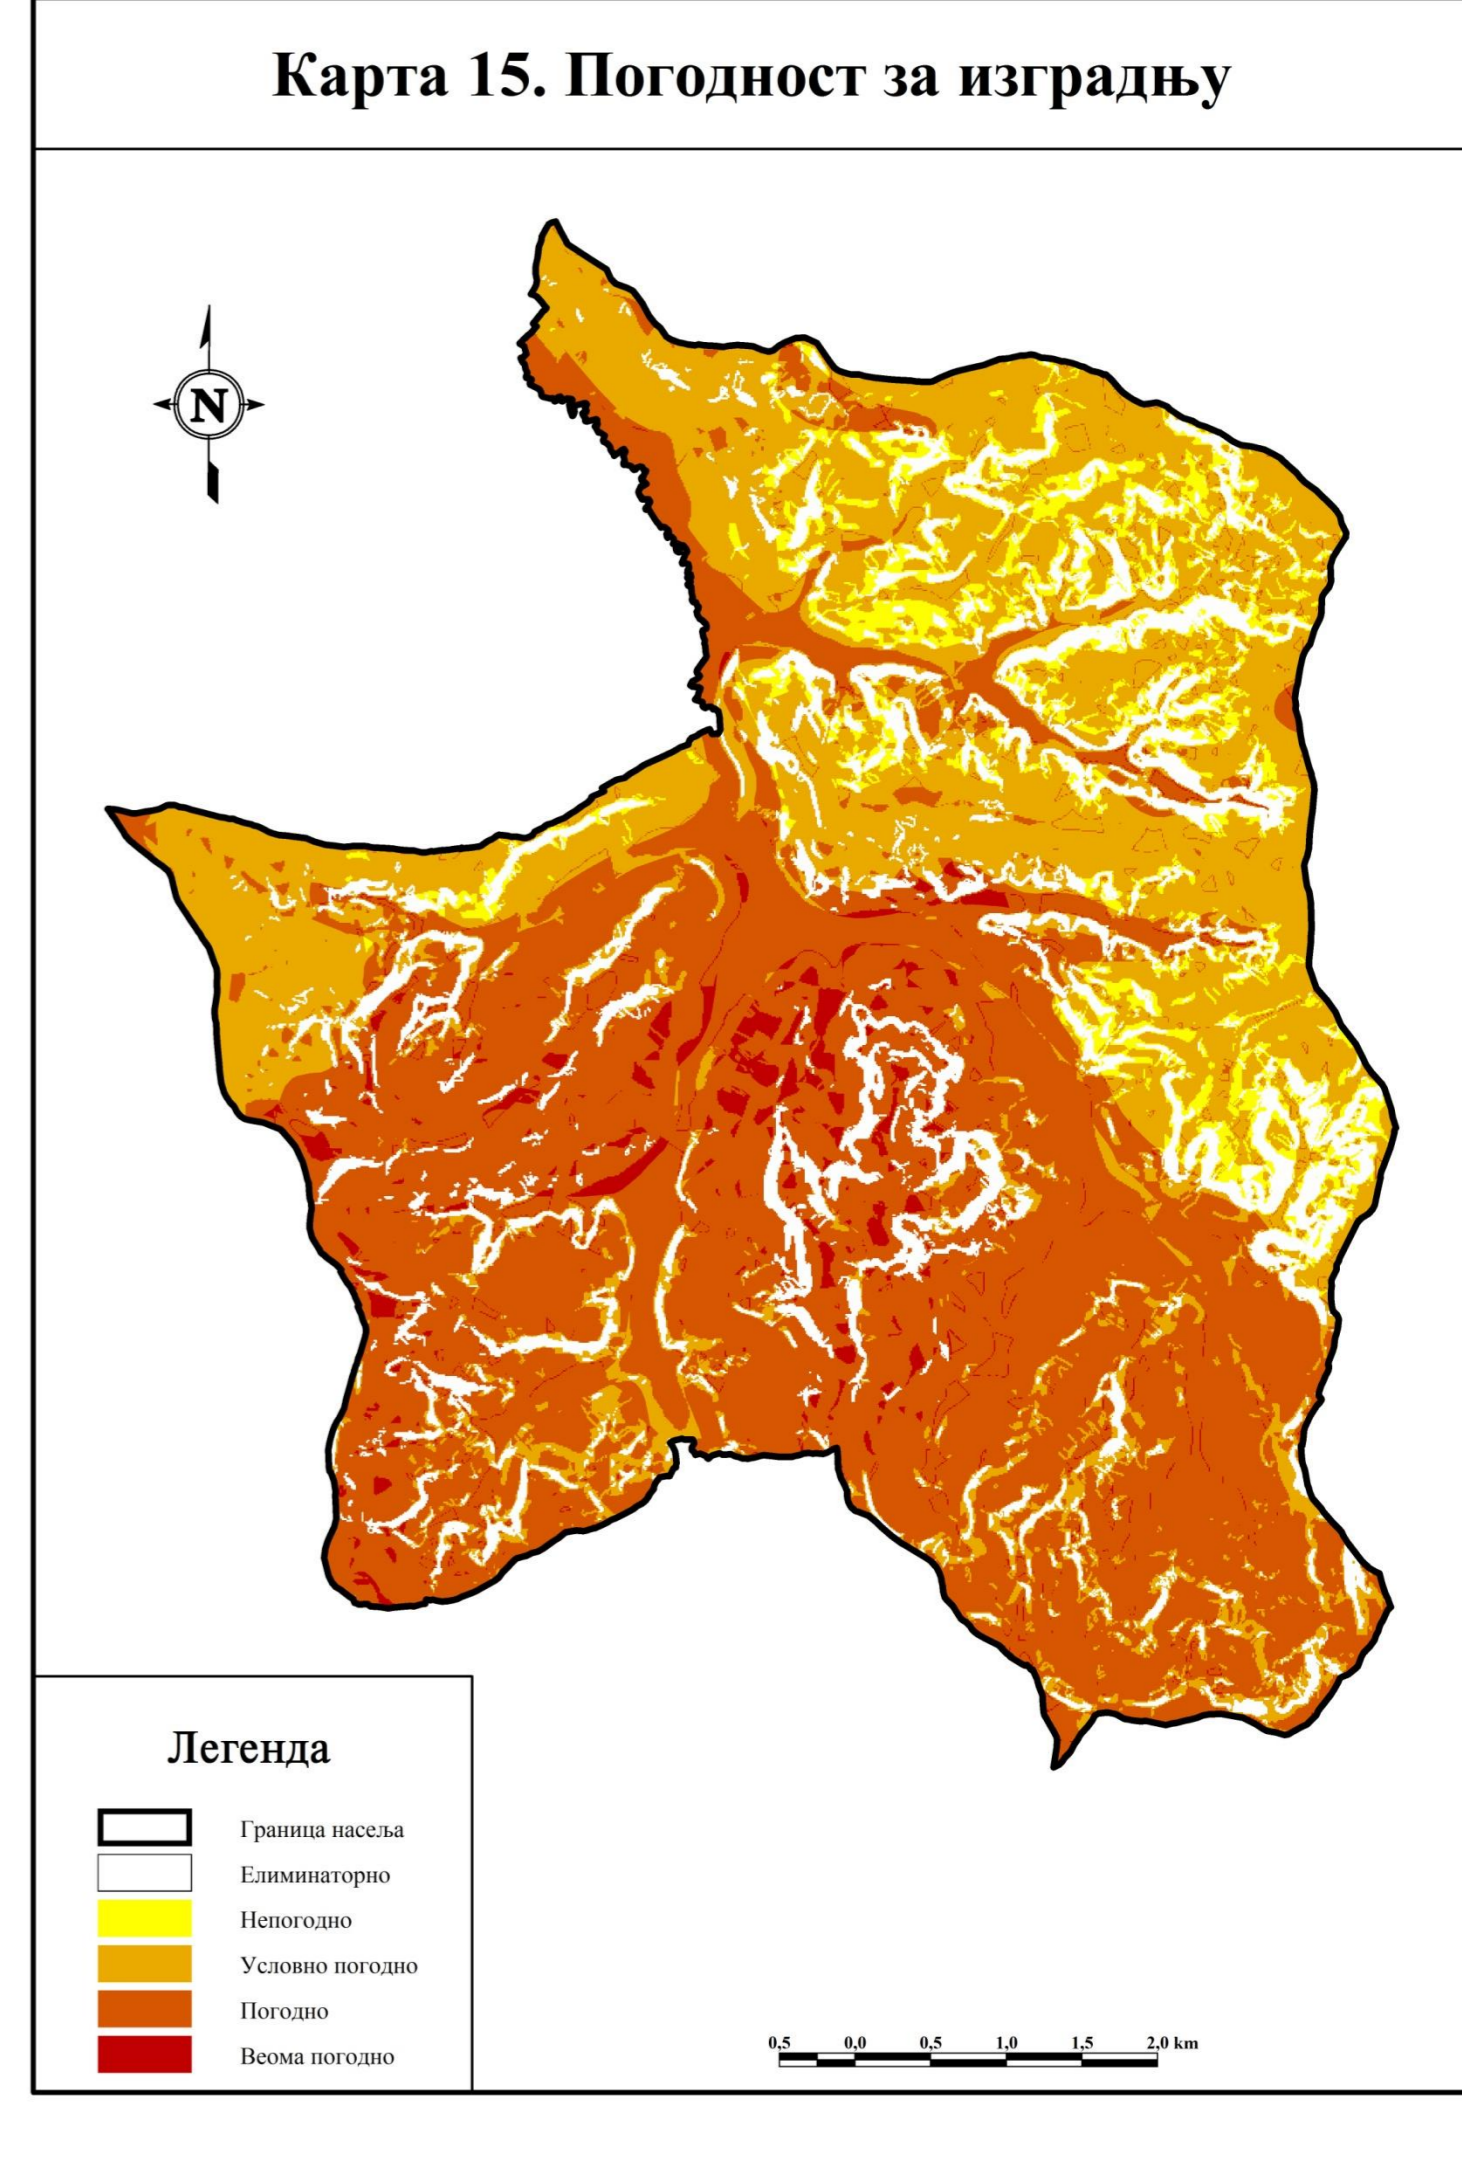 Карта 15. Погодност за изградњу
N
Легенда
Граница насеља
Елиминаторно
Непогодно
Условно погодно
Погодно
Веома погодно
0,5 0,0 0,5 1,0 1,5 2,0 km